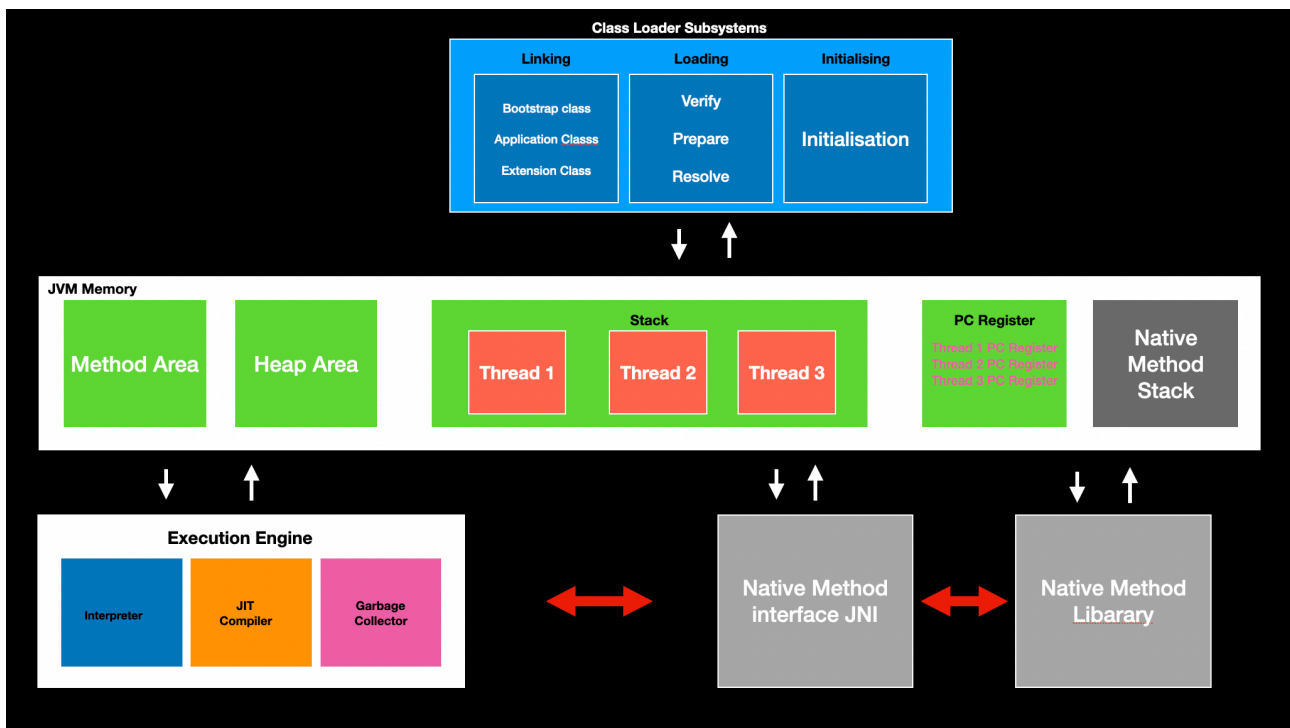 Class Loader Subsystems
Linking
Loading
Initialising
Bootstrap class
Application Classs
Extension Class
Verify
Prepare
Resolve
Initialisation
JVM Memory
Method Area
Heap Area
Stack
Thread 1
Thread 2
Thread 3
PC Register
Thread 1 PC Register
Thread 2 PC Register
Thread 3 PC Register
Native
Method
Stack
Execution Engine
Interpreter
JIT
Compiler
Garbage
Collector
Native Method
interface JNI
Native Method
Libarary